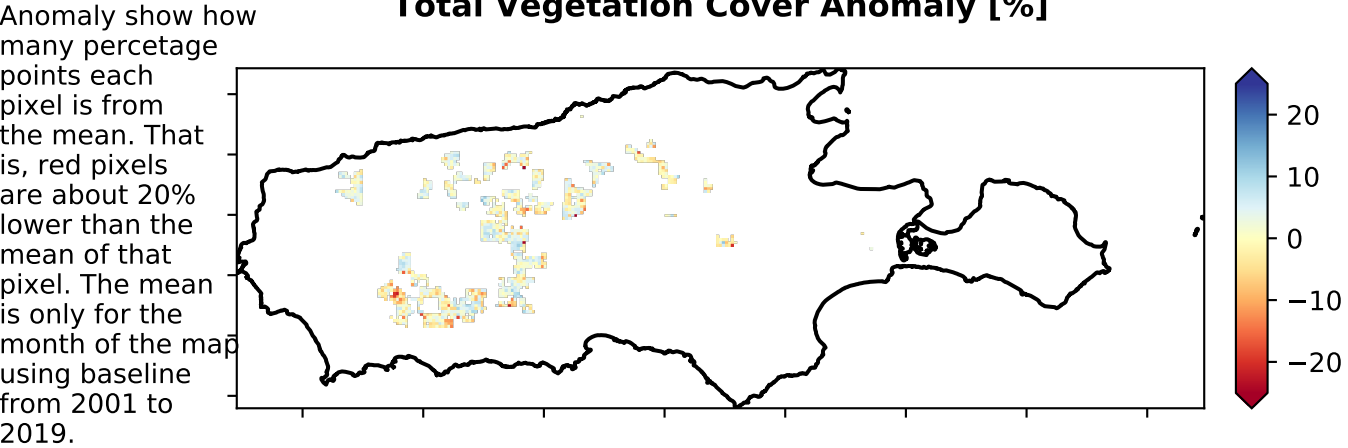 Total Vegetation Cover Anomaly [%]
Anomaly show how
many percetage
points each
pixel is from
the mean. That
is, red pixels
are about 20%
lower than the
mean of that
pixel. The mean
is only for the
month of the map
using baseline
from 2001 to
2019.
20
10
0
−10
−20